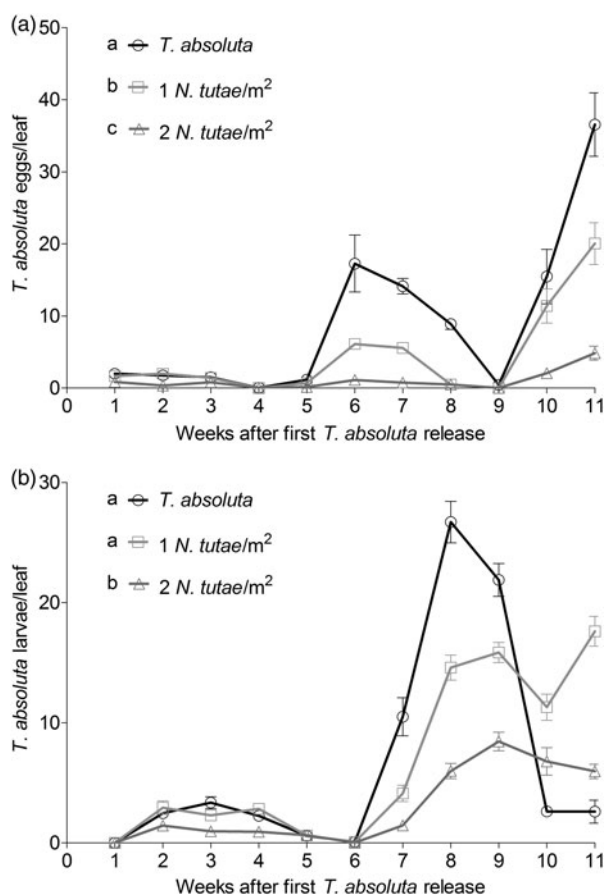 (a)
50
40
30
20
10
0
T. absoluta eggs/leaf
a T. absoluta
b 1 N. tutae/m²
c 2 N. tutae/m²
0 1 2 3 4 5 6 7 8 9 10 11
Weeks after first T. absoluta release
(b)
30
20
10
0
T. absoluta larvae/leaf
a T. absoluta
a 1 N. tutae/m²
b 2 N. tutae/m²
0 1 2 3 4 5 6 7 8 9 10 11
Weeks after first T. absoluta release